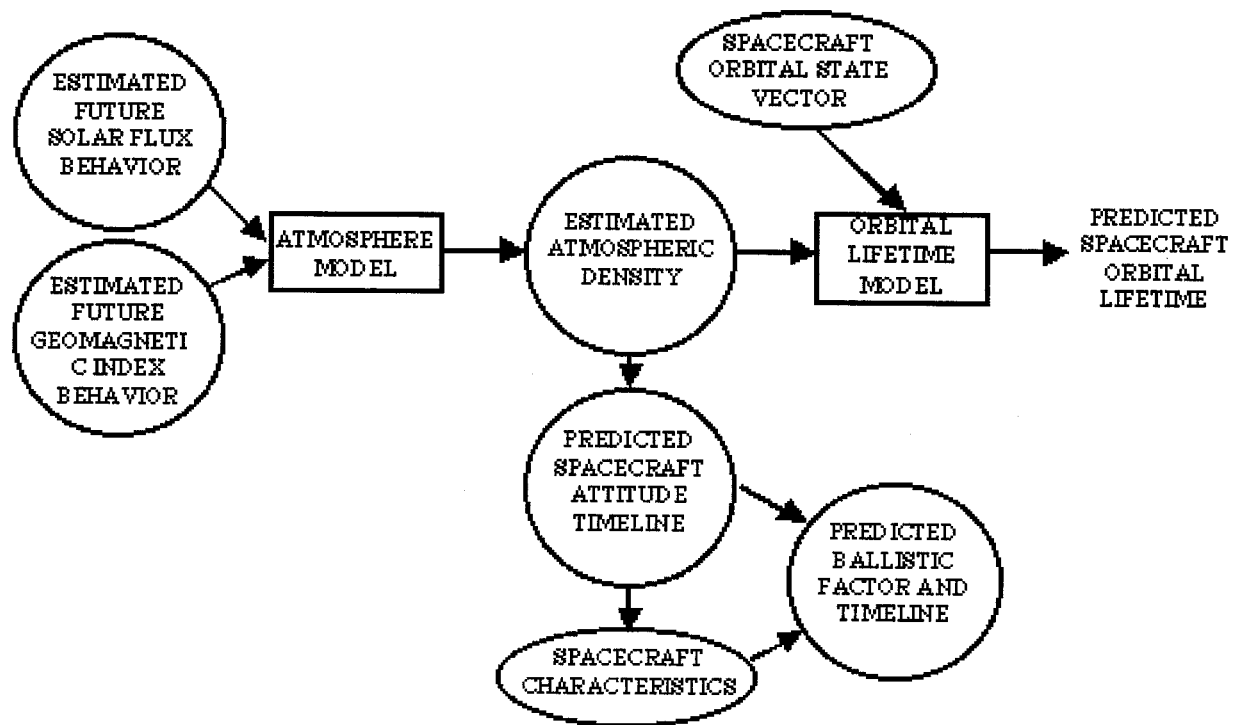 ESTIMATED
FUTURE
SOLAR FLUX
BEHAVIOR
SPACECRAFT
ORBITAL STATE
VECTOR
ESTIMATED
FUTURE
GEOMAGNETI
C INDEX
BEHAVIOR
ATMOSPHERE
MODEL
ESTIMATED
ATMOSPHERIC
DENSITY
ORBITAL
LIFETIME
MODEL
PREDICTED
SPACECRAFT
ORBITAL
LIFETIME
PREDICTED
SPACECRAFT
ATTITUDE
TIMELINE
PREDICTED
BALLISTIC
FACTOR AND
TIMELINE
SPACECRAFT
CHARACTERISTICS